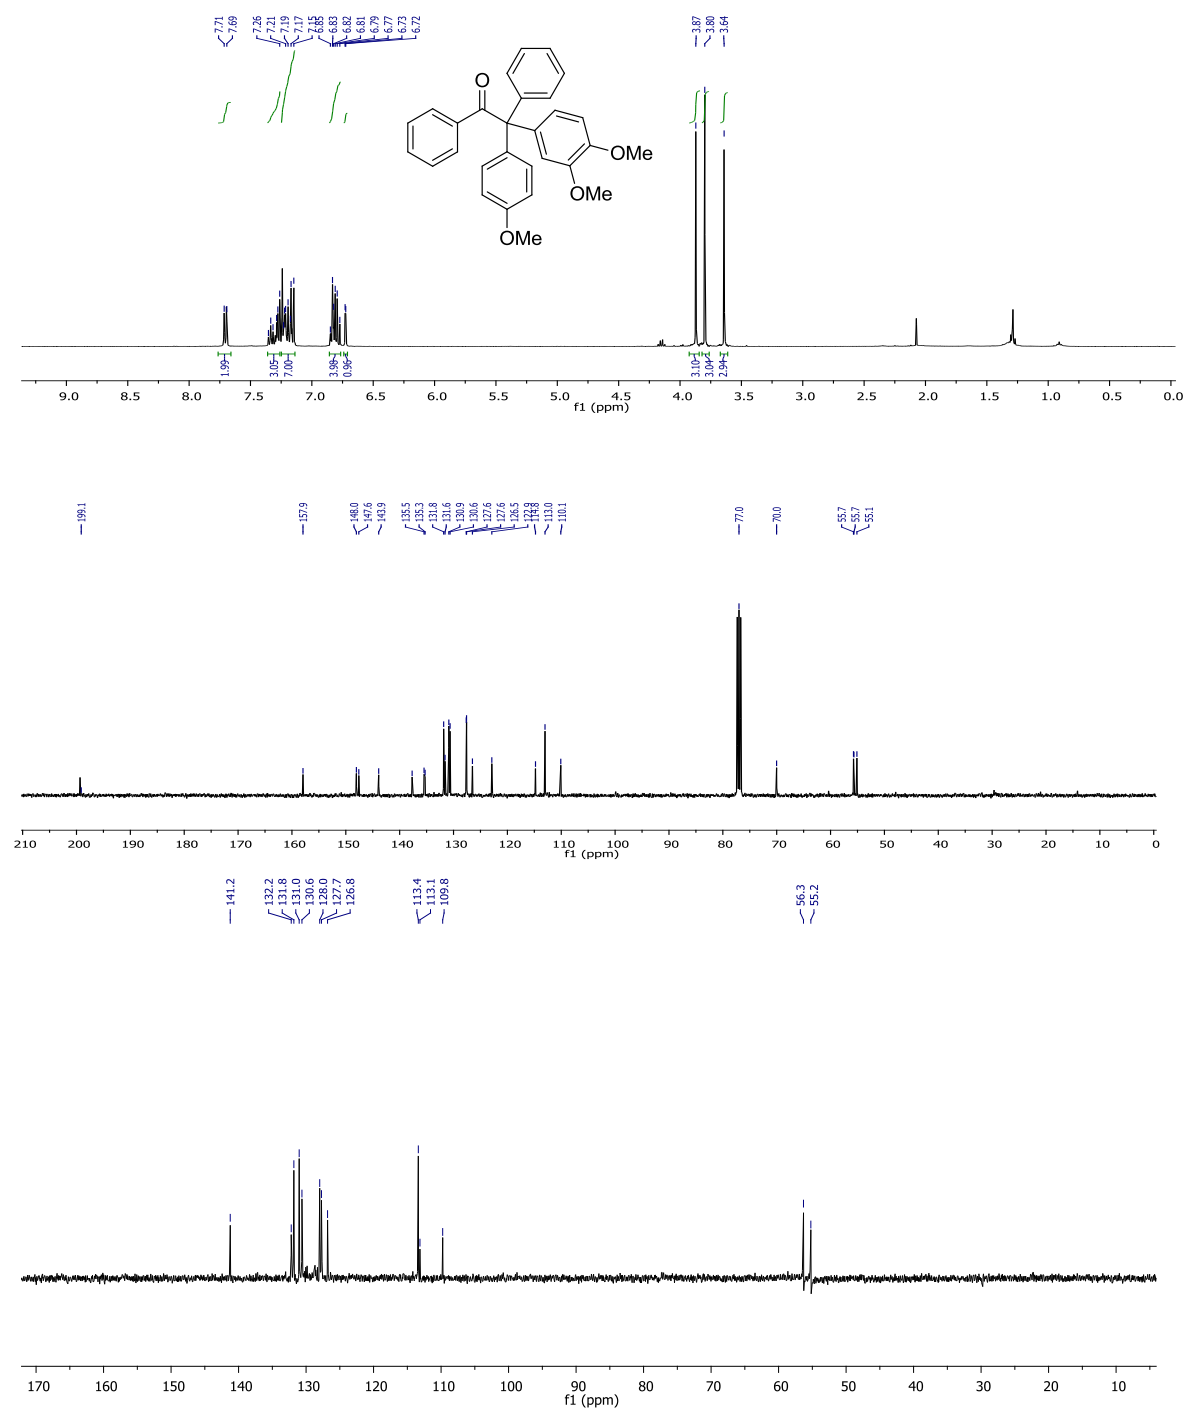 7.71 7.69 7.26 7.21 7.19 7.17 7.15 6.85 6.83 6.82 6.81 6.79 6.77 6.73 6.72 3.87 3.80 3.64
O
OMe
OMe
OMe
1.99 3.05 7.00 3.98 0.96 3.10 3.04 2.94
9.0 8.5 8.0 7.5 7.0 6.5 6.0 5.5 5.0 4.5 4.0 3.5 3.0 2.5 2.0 1.5 1.0 0.5 0.0
f1 (ppm)
199.1 157.9 148.0 147.6 143.9 135.5 135.3 131.8 131.6 130.9 130.6 127.6 127.6 126.5 122.9 114.8 113.0 110.1 77.0 70.0 55.7 55.7 55.1
210 200 190 180 170 160 150 140 130 120 110 100 90 80 70 60 50 40 30 20 10 0
f1 (ppm)
141.2 132.2 131.8 131.0 130.6 128.0 127.7 126.8 113.4 113.1 109.8 56.3 55.2
170 160 150 140 130 120 110 100 90 80 70 60 50 40 30 20 10
f1 (ppm)